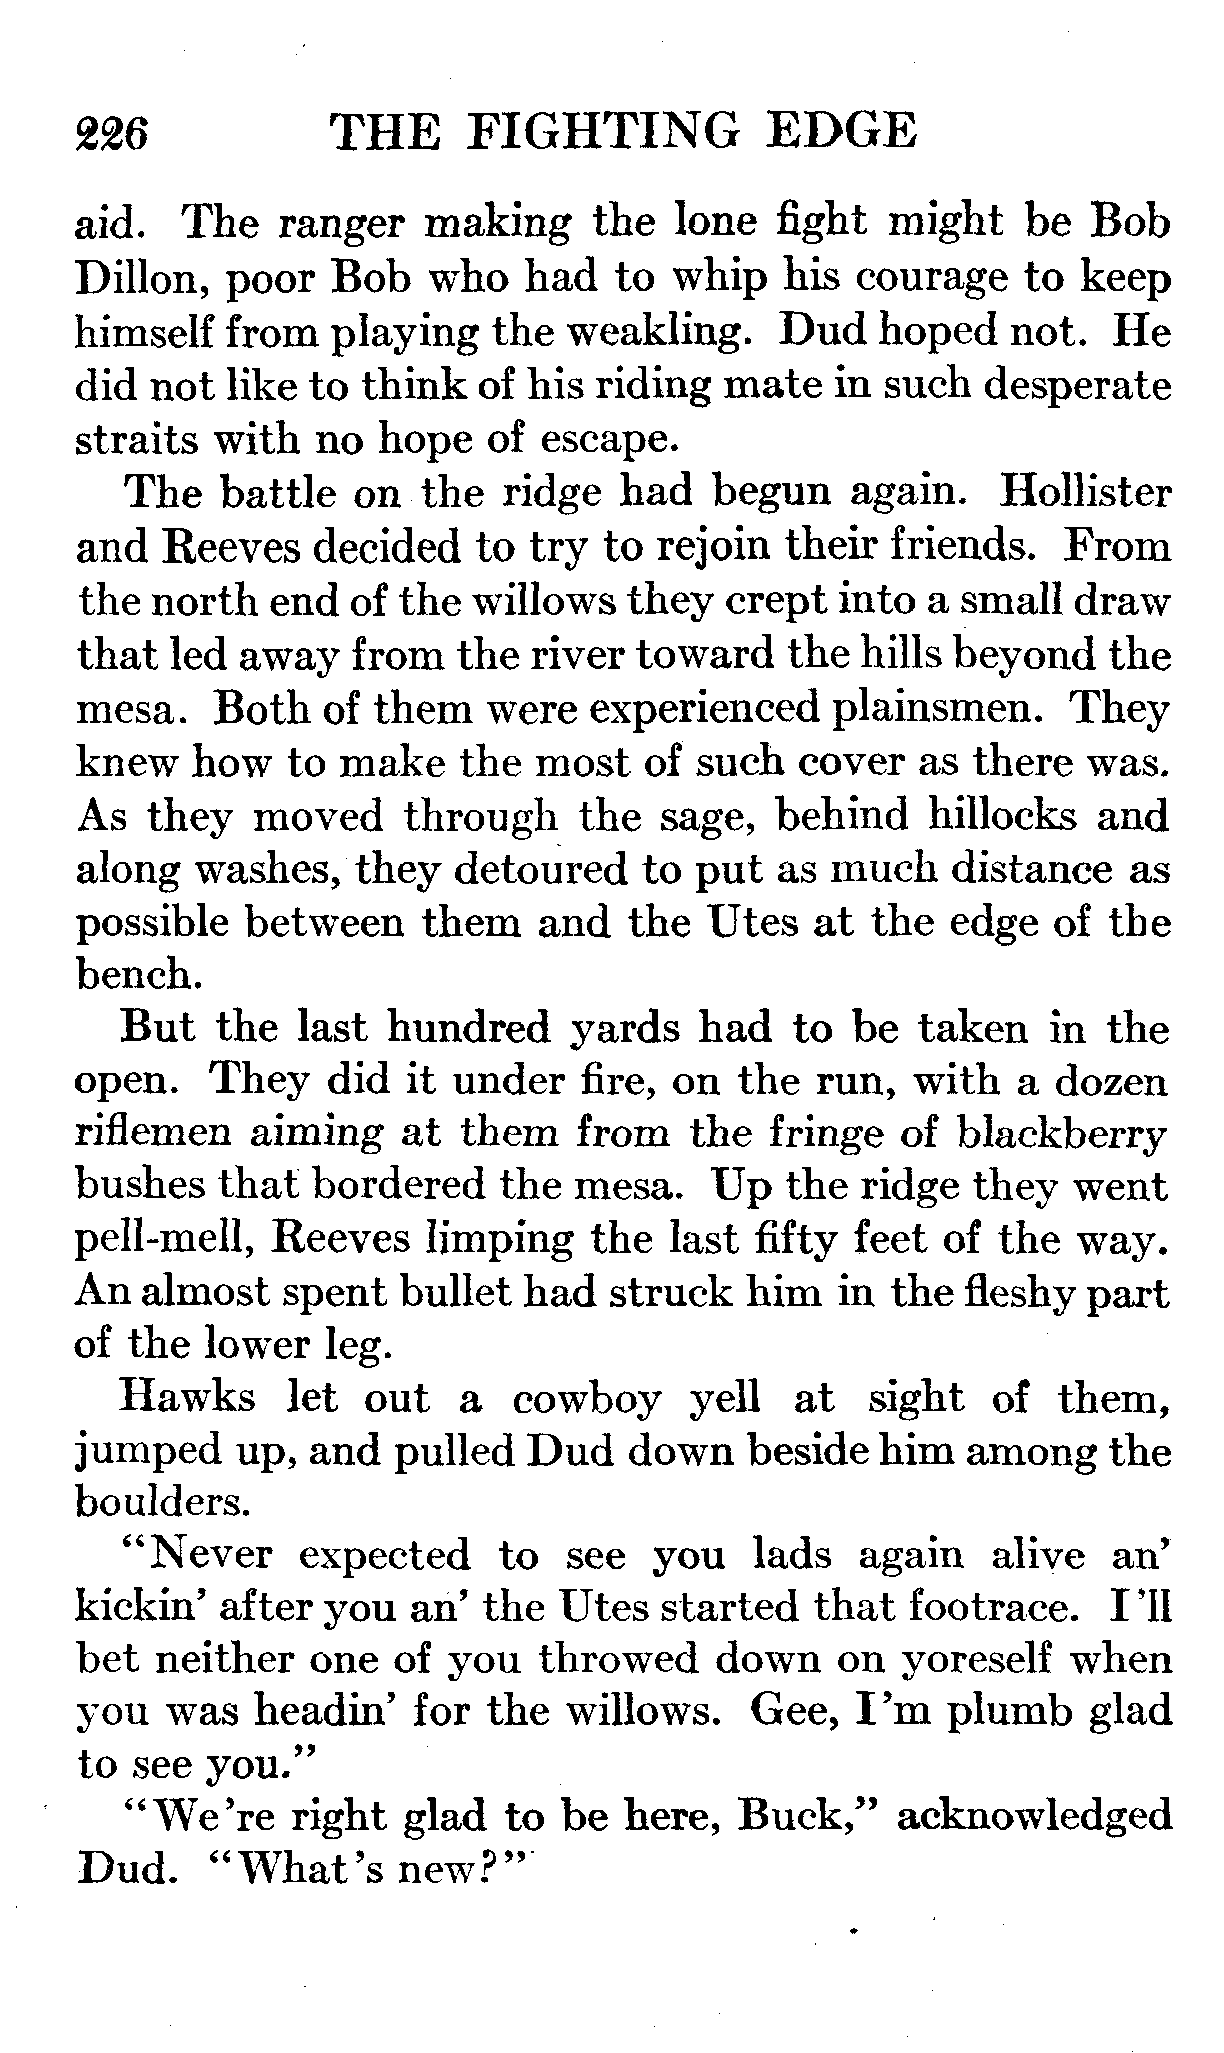 226 THE FIGHTING EDGE
aid. The ranger making the lone fight might be Bob
Dillon, poor Bob who had to whip his courage to keep
himself from playing the weakling. Dud hoped not. He
did not like to think of his riding mate in such desperate
straits with no hope of escape.
The battle on the ridge had begun again. Hollister
and Reeves decided to try to rejoin their friends. From
the north end of the willows they crept into a small draw
that led away from the river toward the hills beyond the
mesa. Both of them were experienced plainsmen. They
knew how to make the most of such cover as there was.
As they moved through the sage, behind hillocks and
along washes, they detoured to put as much distance as
possible between them and the Utes at the edge of the
bench.
But the last hundred yards had to be taken in the
open. They did it under fire, on the run, with a dozen
riflemen aiming at them from the fringe of blackberry
bushes that bordered the mesa. Up the ridge they went
pell-mell, Reeves limping the last fifty feet of the way.
An almost spent bullet had struck him in the fleshy part
of the lower leg.
Hawks let out a cowboy yell at sight of them,
jumped up, and pulled Dud down beside him among the
boulders.
“Never expected to see you lads again alive an’
kickin’ after you an’ the Utes started that footrace. I’ll
bet neither one of you throwed down on yoreself when
you was headin’ for the willows. Gee, I’m plumb glad
to see you.”
“We’re right glad to be here, Buck,” acknowledged
Dud. “What’s new?”